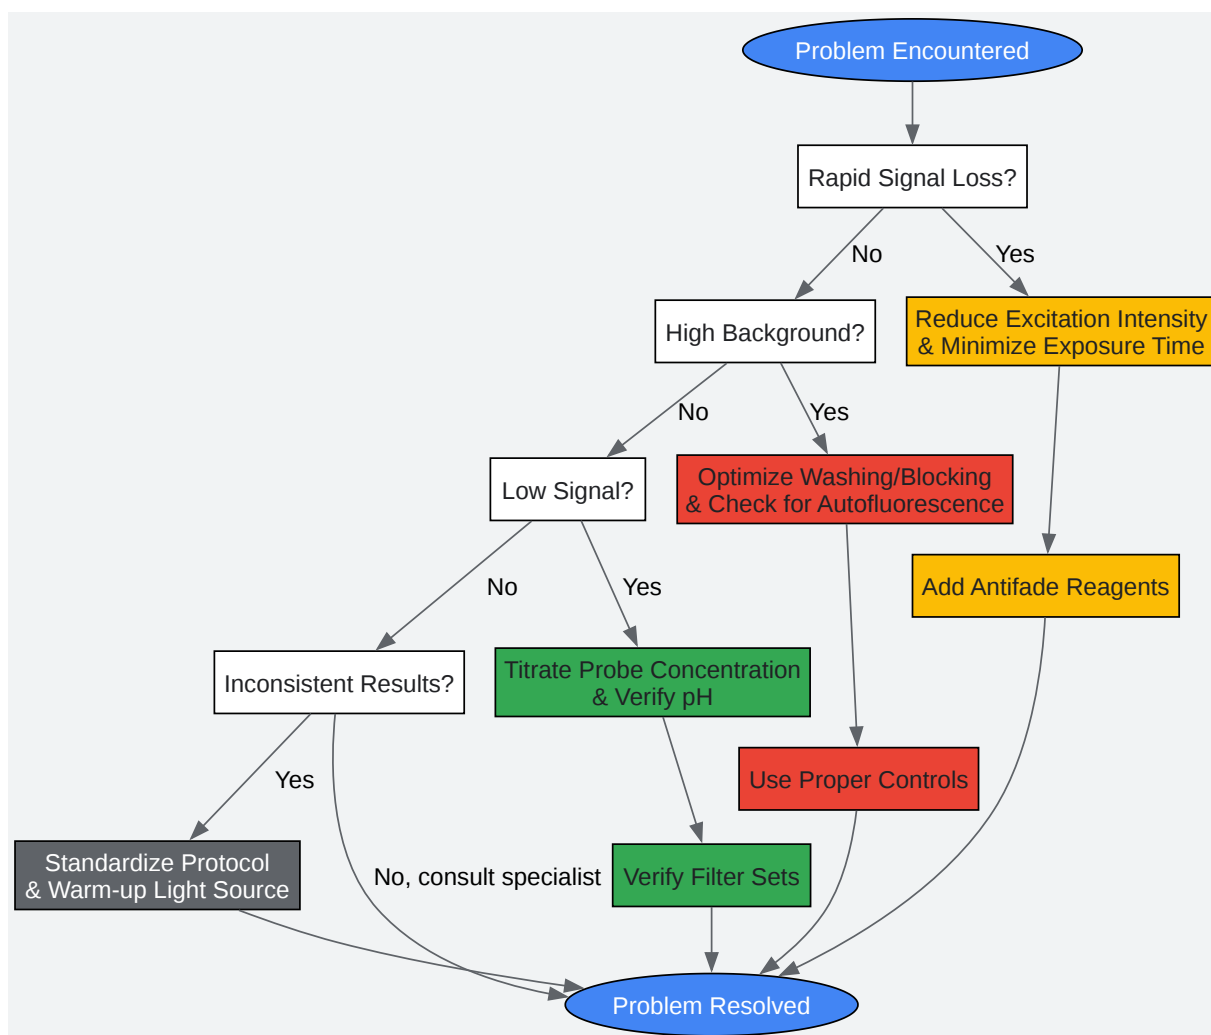 Problem Encountered
Rapid Signal Loss?
No
Yes
High Background?
Reduce Excitation Intensity
& Minimize Exposure Time
No
Yes
Low Signal?
Optimize Washing/Blocking
& Check for Autofluorescence
No
Yes
Add Antifade Reagents
Inconsistent Results?
Titrate Probe Concentration
& Verify pH
Yes
Use Proper Controls
Standardize Protocol
& Warm-up Light Source
No, consult specialist
Verify Filter Sets
Problem Resolved